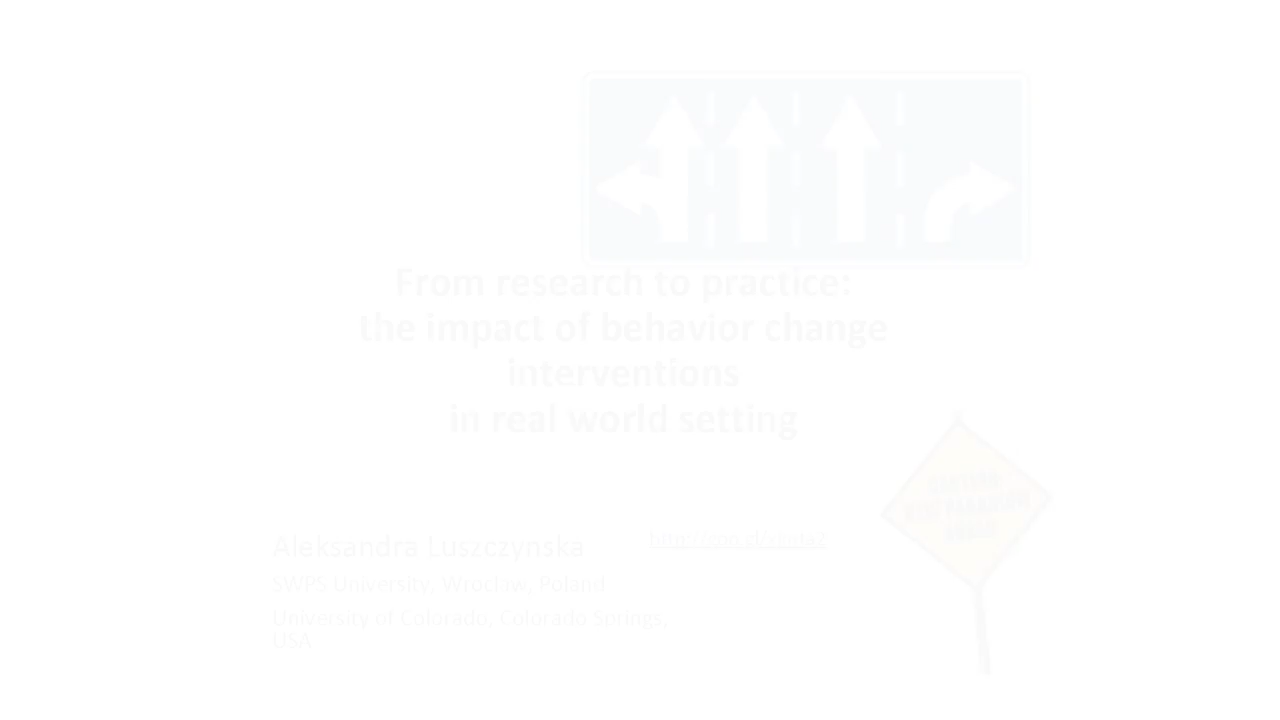 From research to practice:
the impact of behavior change
interventions
in real world setting
Aleksandra Luszczynska
SWPS University, Wroclaw, Poland
University of Colorado, Colorado Springs,
USA